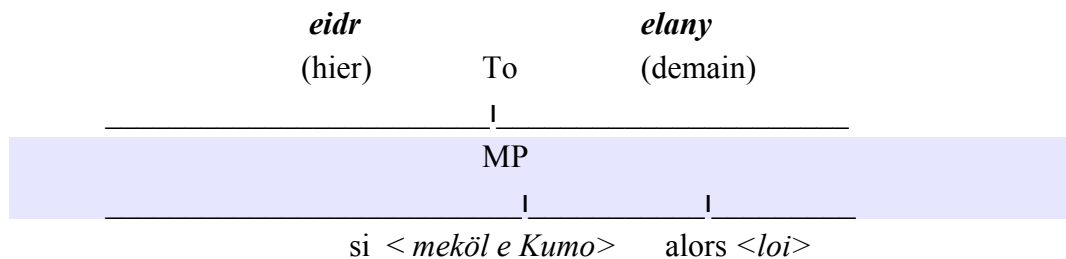 eidr elany
(hier) To (demain)
MP
si < meköl e Kumo> alors <loi>